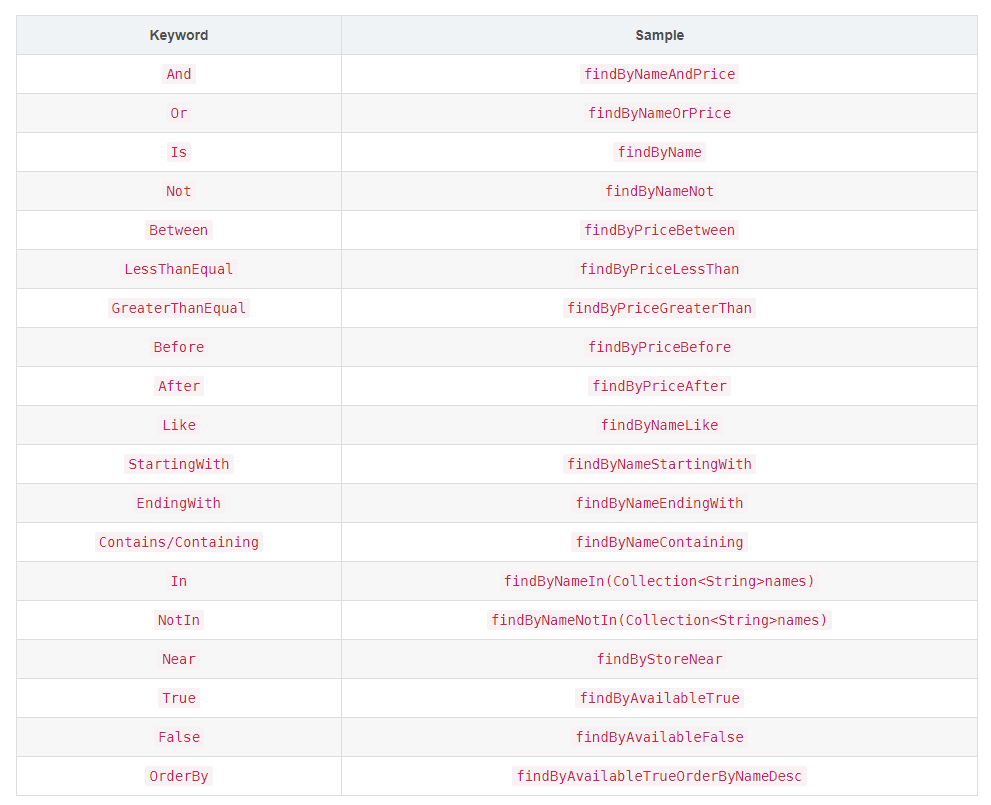 Keyword Sample
And findByNameAndPrice
Or findByNameOrPrice
Is findByName
Not findByNameNot
Between findByPriceBetween
LessThanEqual findByPriceLessThan
GreaterThanEqual findByPriceGreaterThan
Before findByPriceBefore
After findByPriceAfter
Like findByNameLike
StartingWith findByNameStartingWith
EndingWith findByNameEndingWith
Contains/Containing findByNameContaining
In findByNameIn(Collection<String>names)
NotIn findByNameNotIn(Collection<String>names)
Near findByStoreNear
True findByAvailableTrue
False findByAvailableFalse
OrderBy findByAvailableTrueOrderByNameDesc